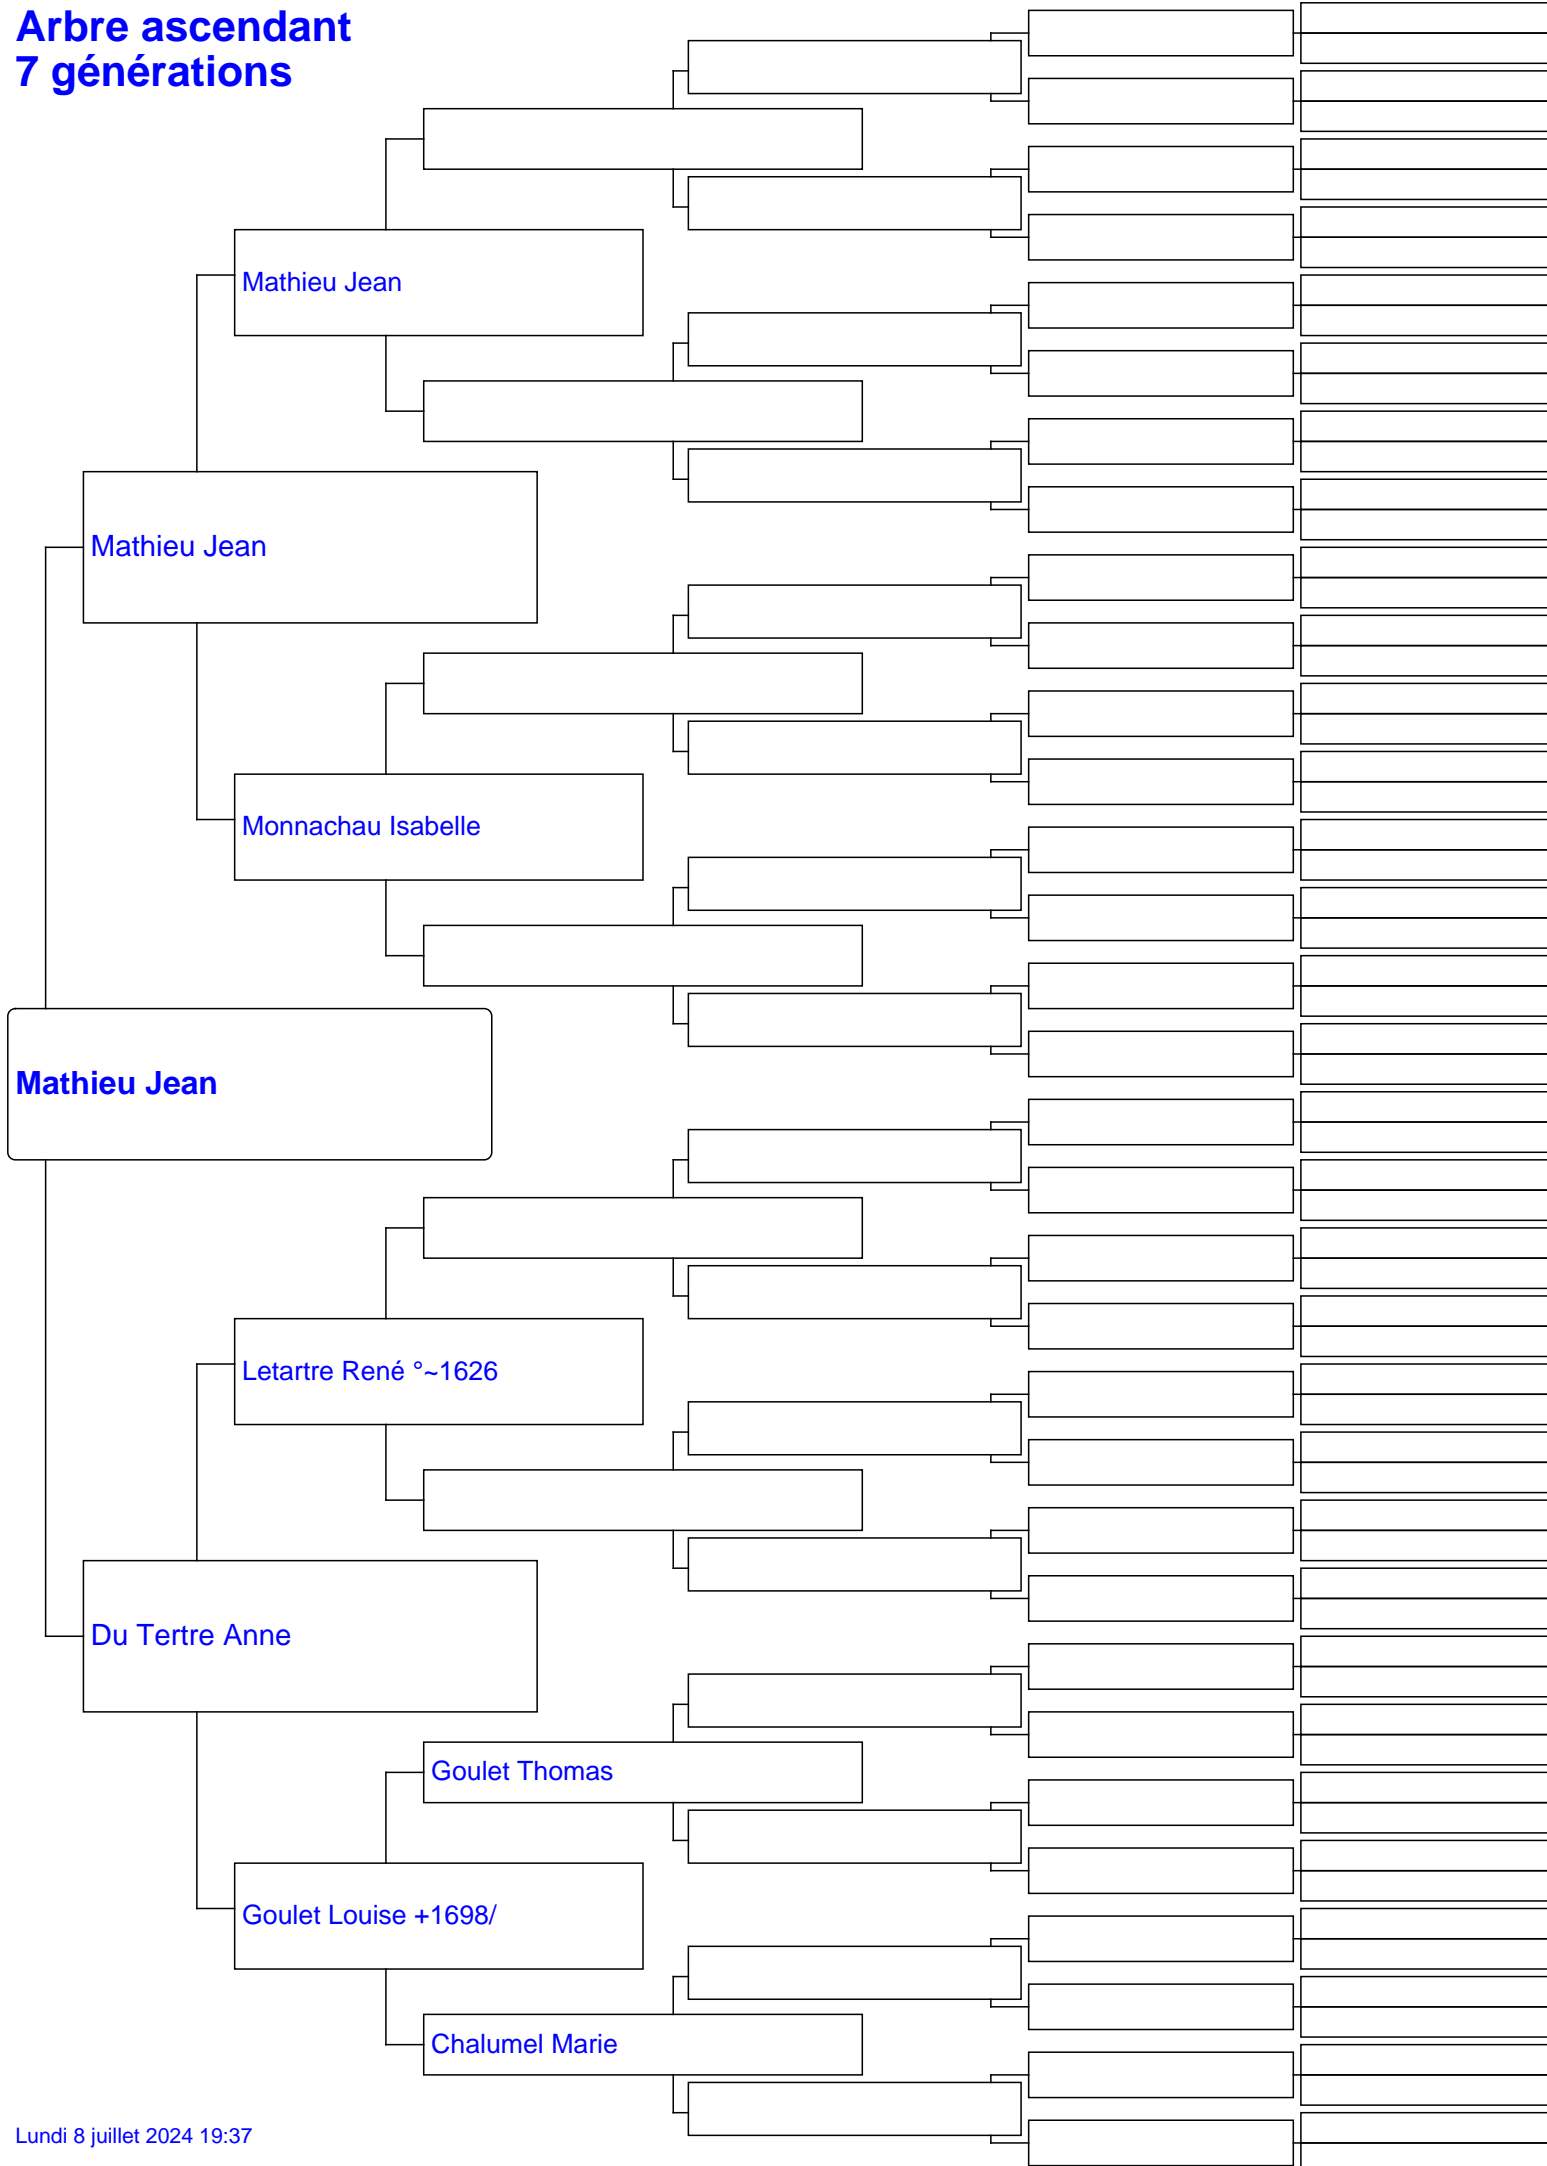 Arbre ascendant
7 générations
Mathieu Jean
Mathieu Jean
Monnachau Isabelle
Mathieu Jean
Letartre René °~1626
Du Tertre Anne
Goulet Thomas
Goulet Louise +1698/
Chalumel Marie
Lundi 8 juillet 2024 19:37